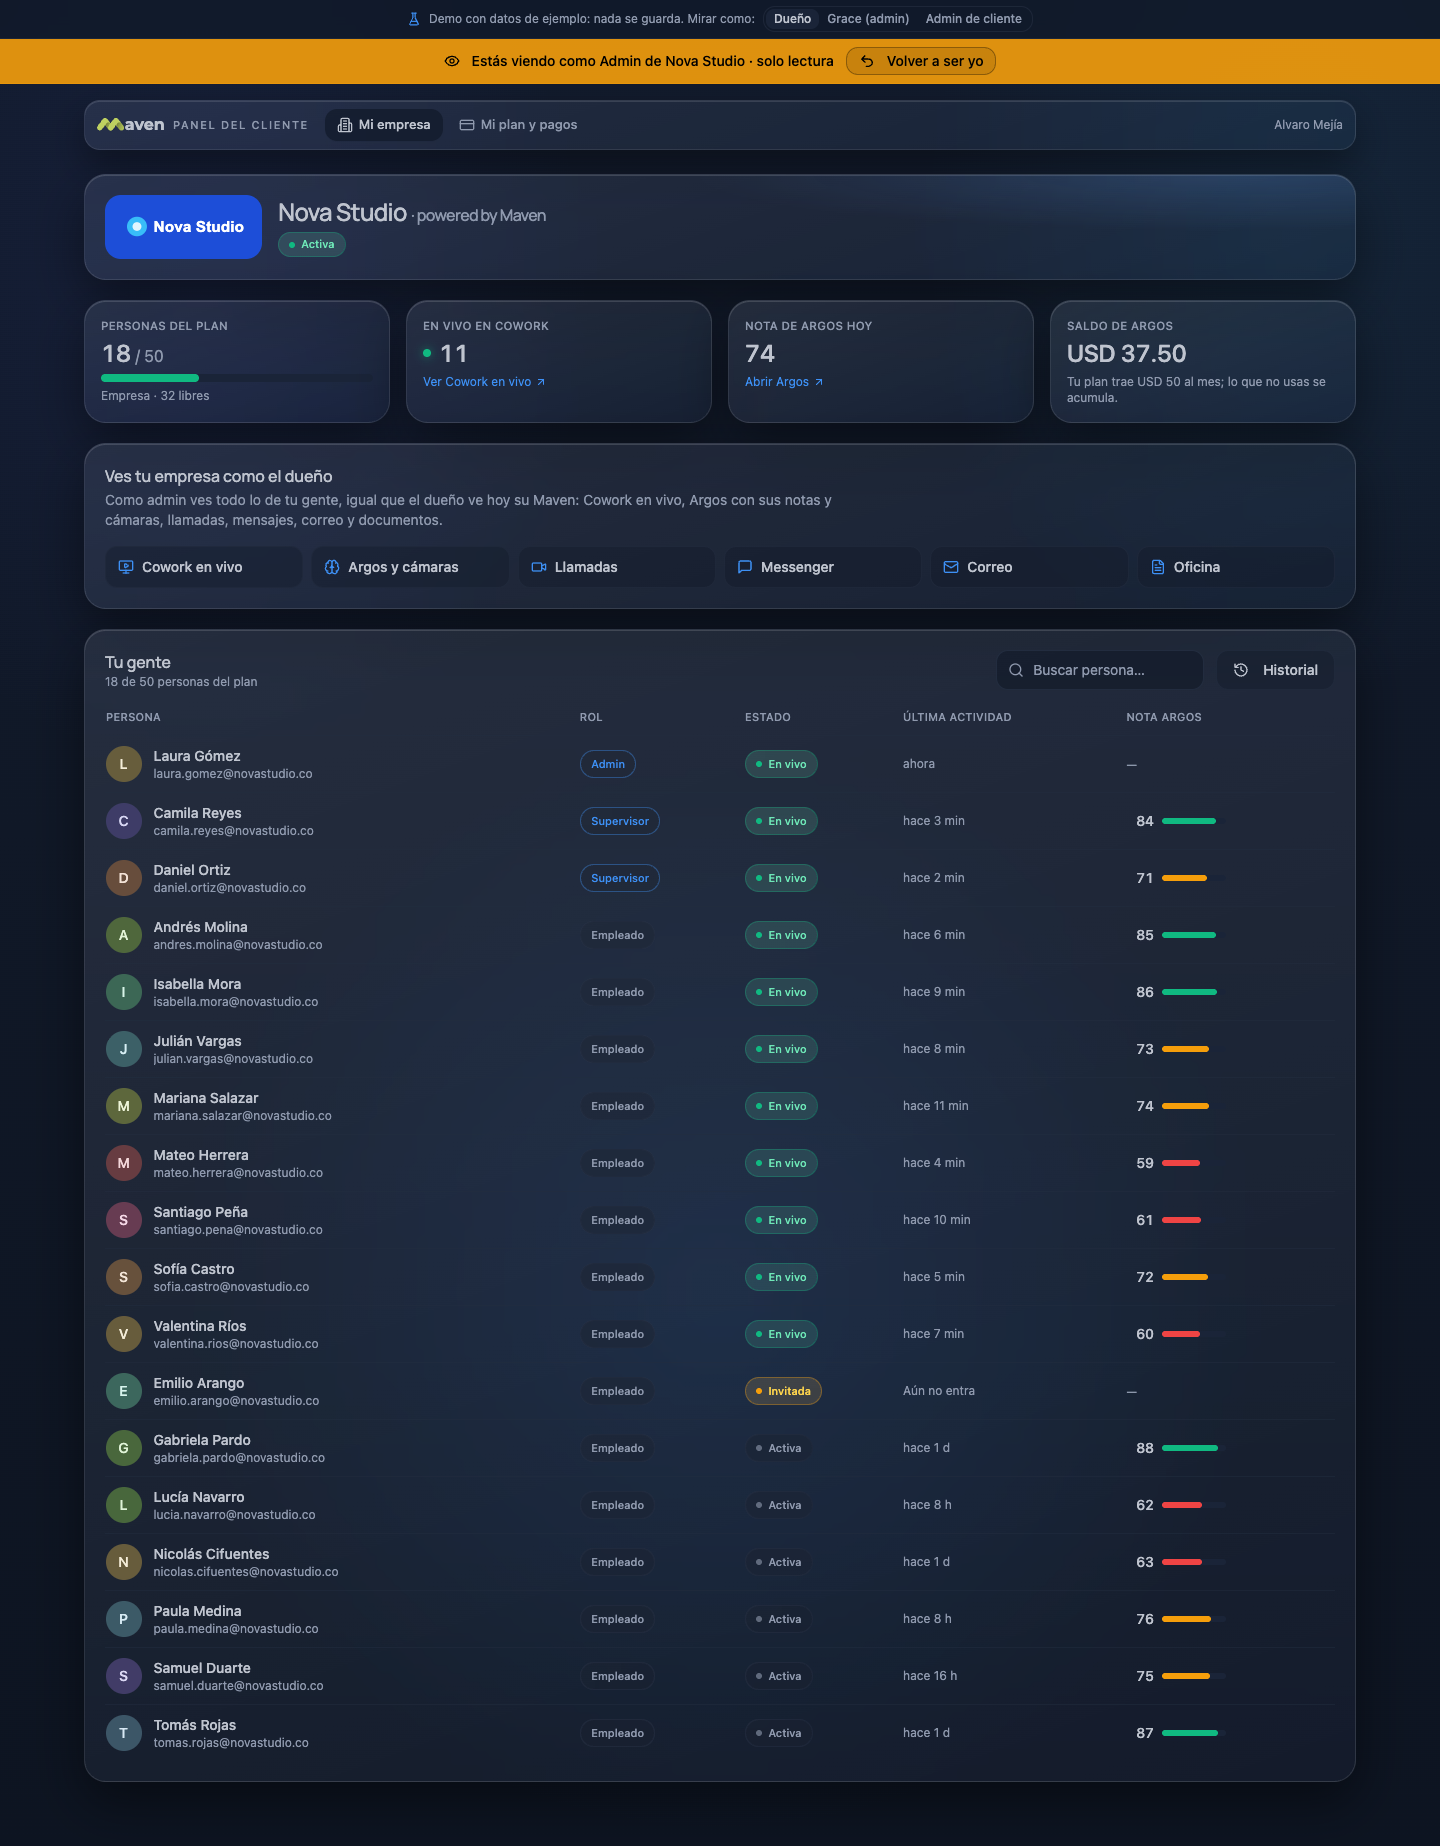 Demo con datos de ejemplo: nada se guarda. Mirar como: Dueño Grace (admin) Admin de cliente
Estás viendo como Admin de Nova Studio · solo lectura Volver a ser yo
Maven PANEL DEL CLIENTE Mi empresa Mi plan y pagos Alvaro Mejía
Nova Studio
Nova Studio · powered by Maven
Activa
PERSONAS DEL PLAN
18 / 50
Empresa · 32 libres
EN VIVO EN COWORK
11
Ver Cowork en vivo
NOTA DE ARGOS HOY
74
Abrir Argos
SALDO DE ARGOS
USD 37.50
Tu plan trae USD 50 al mes; lo que no usas se
acumula.
Ves tu empresa como el dueño
Como admin ves todo lo de tu gente, igual que el dueño ve hoy su Maven: Cowork en vivo, Argos con sus notas y
cámaras, llamadas, mensajes, correo y documentos.
Cowork en vivo Argos y cámaras Llamadas Messenger Correo Oficina
Tu gente
18 de 50 personas del plan
Buscar persona... Historial
PERSONA ROL ESTADO ÚLTIMA ACTIVIDAD NOTA ARGOS
L Laura Gómez Admin En vivo ahora —
laura.gomez@novastudio.co
C Camila Reyes Supervisor En vivo hace 3 min 84
camila.reyes@novastudio.co
D Daniel Ortiz Supervisor En vivo hace 2 min 71
daniel.ortiz@novastudio.co
A Andrés Molina Empleado En vivo hace 6 min 85
andres.molina@novastudio.co
I Isabella Mora Empleado En vivo hace 9 min 86
isabella.mora@novastudio.co
J Julián Vargas Empleado En vivo hace 8 min 73
julian.vargas@novastudio.co
M Mariana Salazar Empleado En vivo hace 11 min 74
mariana.salazar@novastudio.co
M Mateo Herrera Empleado En vivo hace 4 min 59
mateo.herrera@novastudio.co
S Santiago Peña Empleado En vivo hace 10 min 61
santiago.pena@novastudio.co
S Sofía Castro Empleado En vivo hace 5 min 72
sofia.castro@novastudio.co
V Valentina Ríos Empleado En vivo hace 7 min 60
valentina.rios@novastudio.co
E Emilio Arango Empleado Invitada Aún no entra —
emilio.arango@novastudio.co
G Gabriela Pardo Empleado Activa hace 1 d 88
gabriela.pardo@novastudio.co
L Lucía Navarro Empleado Activa hace 8 h 62
lucia.navarro@novastudio.co
N Nicolás Cifuentes Empleado Activa hace 1 d 63
nicolas.cifuentes@novastudio.co
P Paula Medina Empleado Activa hace 8 h 76
paula.medina@novastudio.co
S Samuel Duarte Empleado Activa hace 16 h 75
samuel.duarte@novastudio.co
T Tomás Rojas Empleado Activa hace 1 d 87
tomas.rojas@novastudio.co